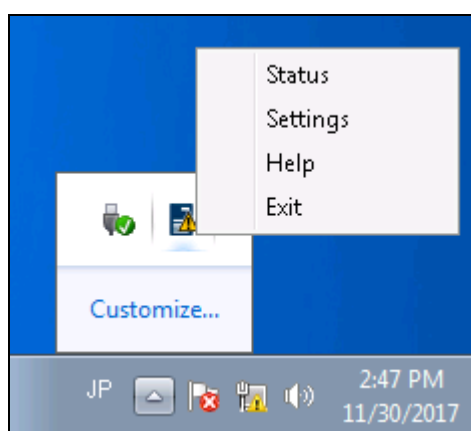 Status
Settings
Help
Exit
Customize...
JP
2:47 PM
11/30/2017